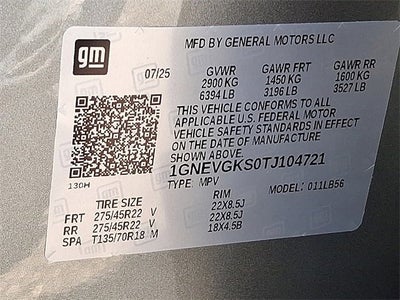 gm
MFD BY GENERAL MOTORS LLC
07/25 GVWR GAWR FRT GAWR RR
2900 KG 1450 KG 1600 KG
6394 LB 3196 LB 3527 LB
THIS VEHICLE CONFORMS TO ALL
APPLICABLE U.S. FEDERAL MOTOR
VEHICLE SAFETY STANDARDS IN EFFECT
ON THE DATE OF MANUFACTURE
130H
1GNEVGKS0TJ104721
TYPE: MPV MODEL: 011LB56
TIRE SIZE RIM
FRT 275/45R22 V 22X8.5J
RR 275/45R22 V 22X8.5J
SPA T135/70R18 M 18X4.5B